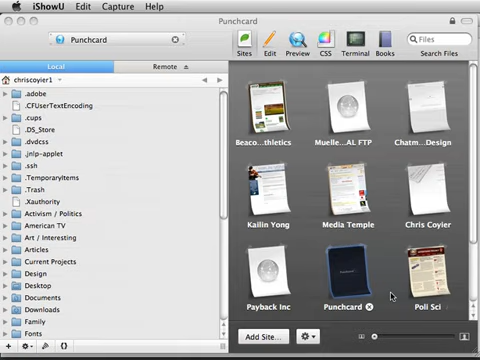 iShowU Edit Capture Help
Punchcard
Punchcard
Sites Edit Preview CSS Terminal Books
Files
Search Files
Local Remote
chriscoyier1
.adobe
.CFUserTextEncoding
.cups
.DS_Store
.dvdcss
.jnlp-applet
.ssh
.TemporaryItems
.Trash
.Xauthority
Activism / Politics
American TV
Art / Interesting
Articles
Current Projects
Design
Desktop
Documents
Downloads
Family
Fonts
Beaco...thletics
Muelle...AL FTP
Chatm...Design
Kailin Yong
Media Temple
Chris Coyier
Payback Inc
Punchcard
Poli Sci
Add Site...